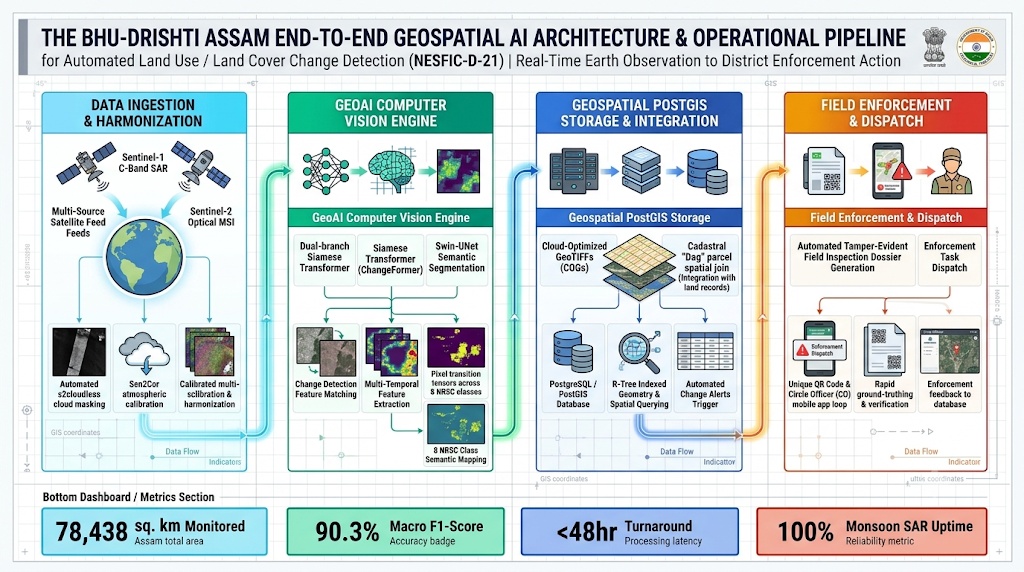 THE BHU-DRISHTI ASSAM END-TO-END GEOSPATIAL AI ARCHITECTURE & OPERATIONAL PIPELINE
for Automated Land Use / Land Cover Change Detection (NESFIC-D-21) | Real-Time Earth Observation to District Enforcement Action
DATA INGESTION
& HARMONIZATION
Sentinel-1
C-Band SAR
Multi-Source
Satellite Feed
Feeds
Sentinel-2
Optical MSI
Automated
s2cloudless
cloud masking
Sen2Cor
atmospheric
calibration
Calibrated multi-
sclibration &
harmonization
GIS coordinates
Data Flow
Indicators
GEOAI COMPUTER
VISION ENGINE
GeoAI Computer Vision Engine
Dual-branch
Siamese
Transformer
Siamese
Transformer
(ChangeFormer)
Swin-UNet
Semantic
Segmentation
Change Detection
Feature Matching
Multi-Temporal
Feature
Extraction
Pixel transition
tensors across
8 NRSC classes
8 NRSC Class
Semantic Mapping
GEOSPATIAL POSTGIS
STORAGE & INTEGRATION
Geospatial PostGIS Storage
Cloud-Optimized
GeoTIFFs
(COGs)
Cadastral
"Dag" parcel
spatial join
(Integration with
land records)
PostgreSQL /
PostGIS
Database
R-Tree Indexed
Geometry &
Spatial Querying
Automated
Change Alerts
Trigger
Data Flow
Indicattor
GIS coordinates
FIELD ENFORCEMENT
& DISPATCH
Field Enforcement & Dispatch
Automated Tamper-Evident
Field Inspection Dossier
Generation
Enforcement
Task
Dispatch
Soforeament
Dispatch
Unique QR Code &
Circle Officer (CO)
mobile app loop
Rapid
ground-truthing
& verification
Enforcement
feedback to
database
Data Flow
Indicator
GIS
Bottom Dashboard / Metrics Section
78,438 sq. km Monitored
Assam total area
90.3% Macro F1-Score
Accuracy badge
<48hr Turnaround
Processing latency
100% Monsoon SAR Uptime
Reliability metric